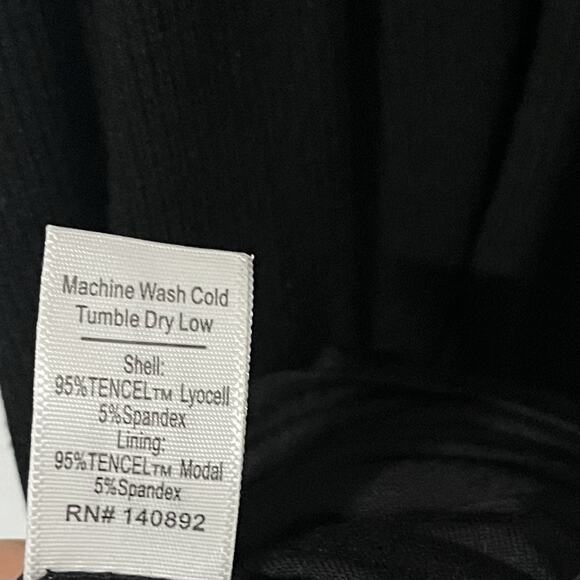 Machine Wash Cold
Tumble Dry Low
Shell:
95%TENCEL™ Lyocell
5%Spandex
Lining:
95%TENCEL™ Modal
5%Spandex
RN# 140892